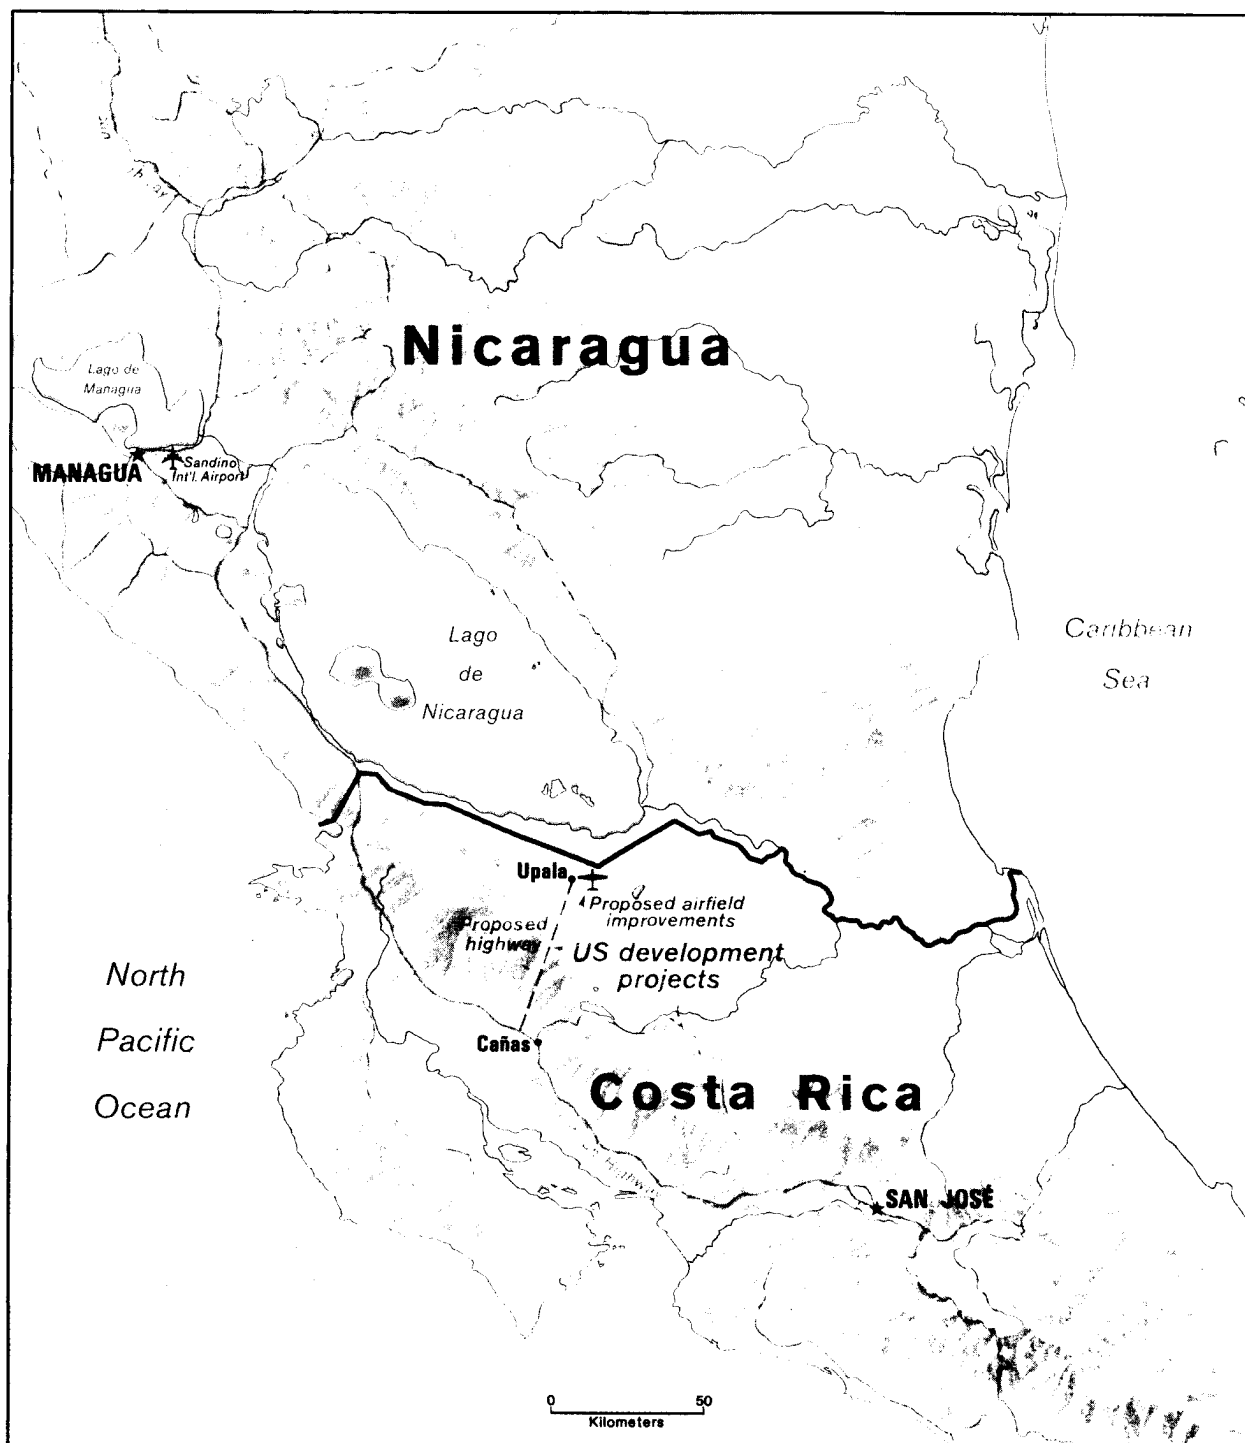 Nicaragua
Lago de
Managua
MANAGUA
Sandino
Int'l. Airport
Caribbean
Sea
Lago
de
Nicaragua
Upala
Proposed airfield
improvements
Proposed
highway
US development
projects
North
Pacific
Ocean
Cañas
Costa Rica
Highway
SAN JOSÉ
0 50
Kilometers